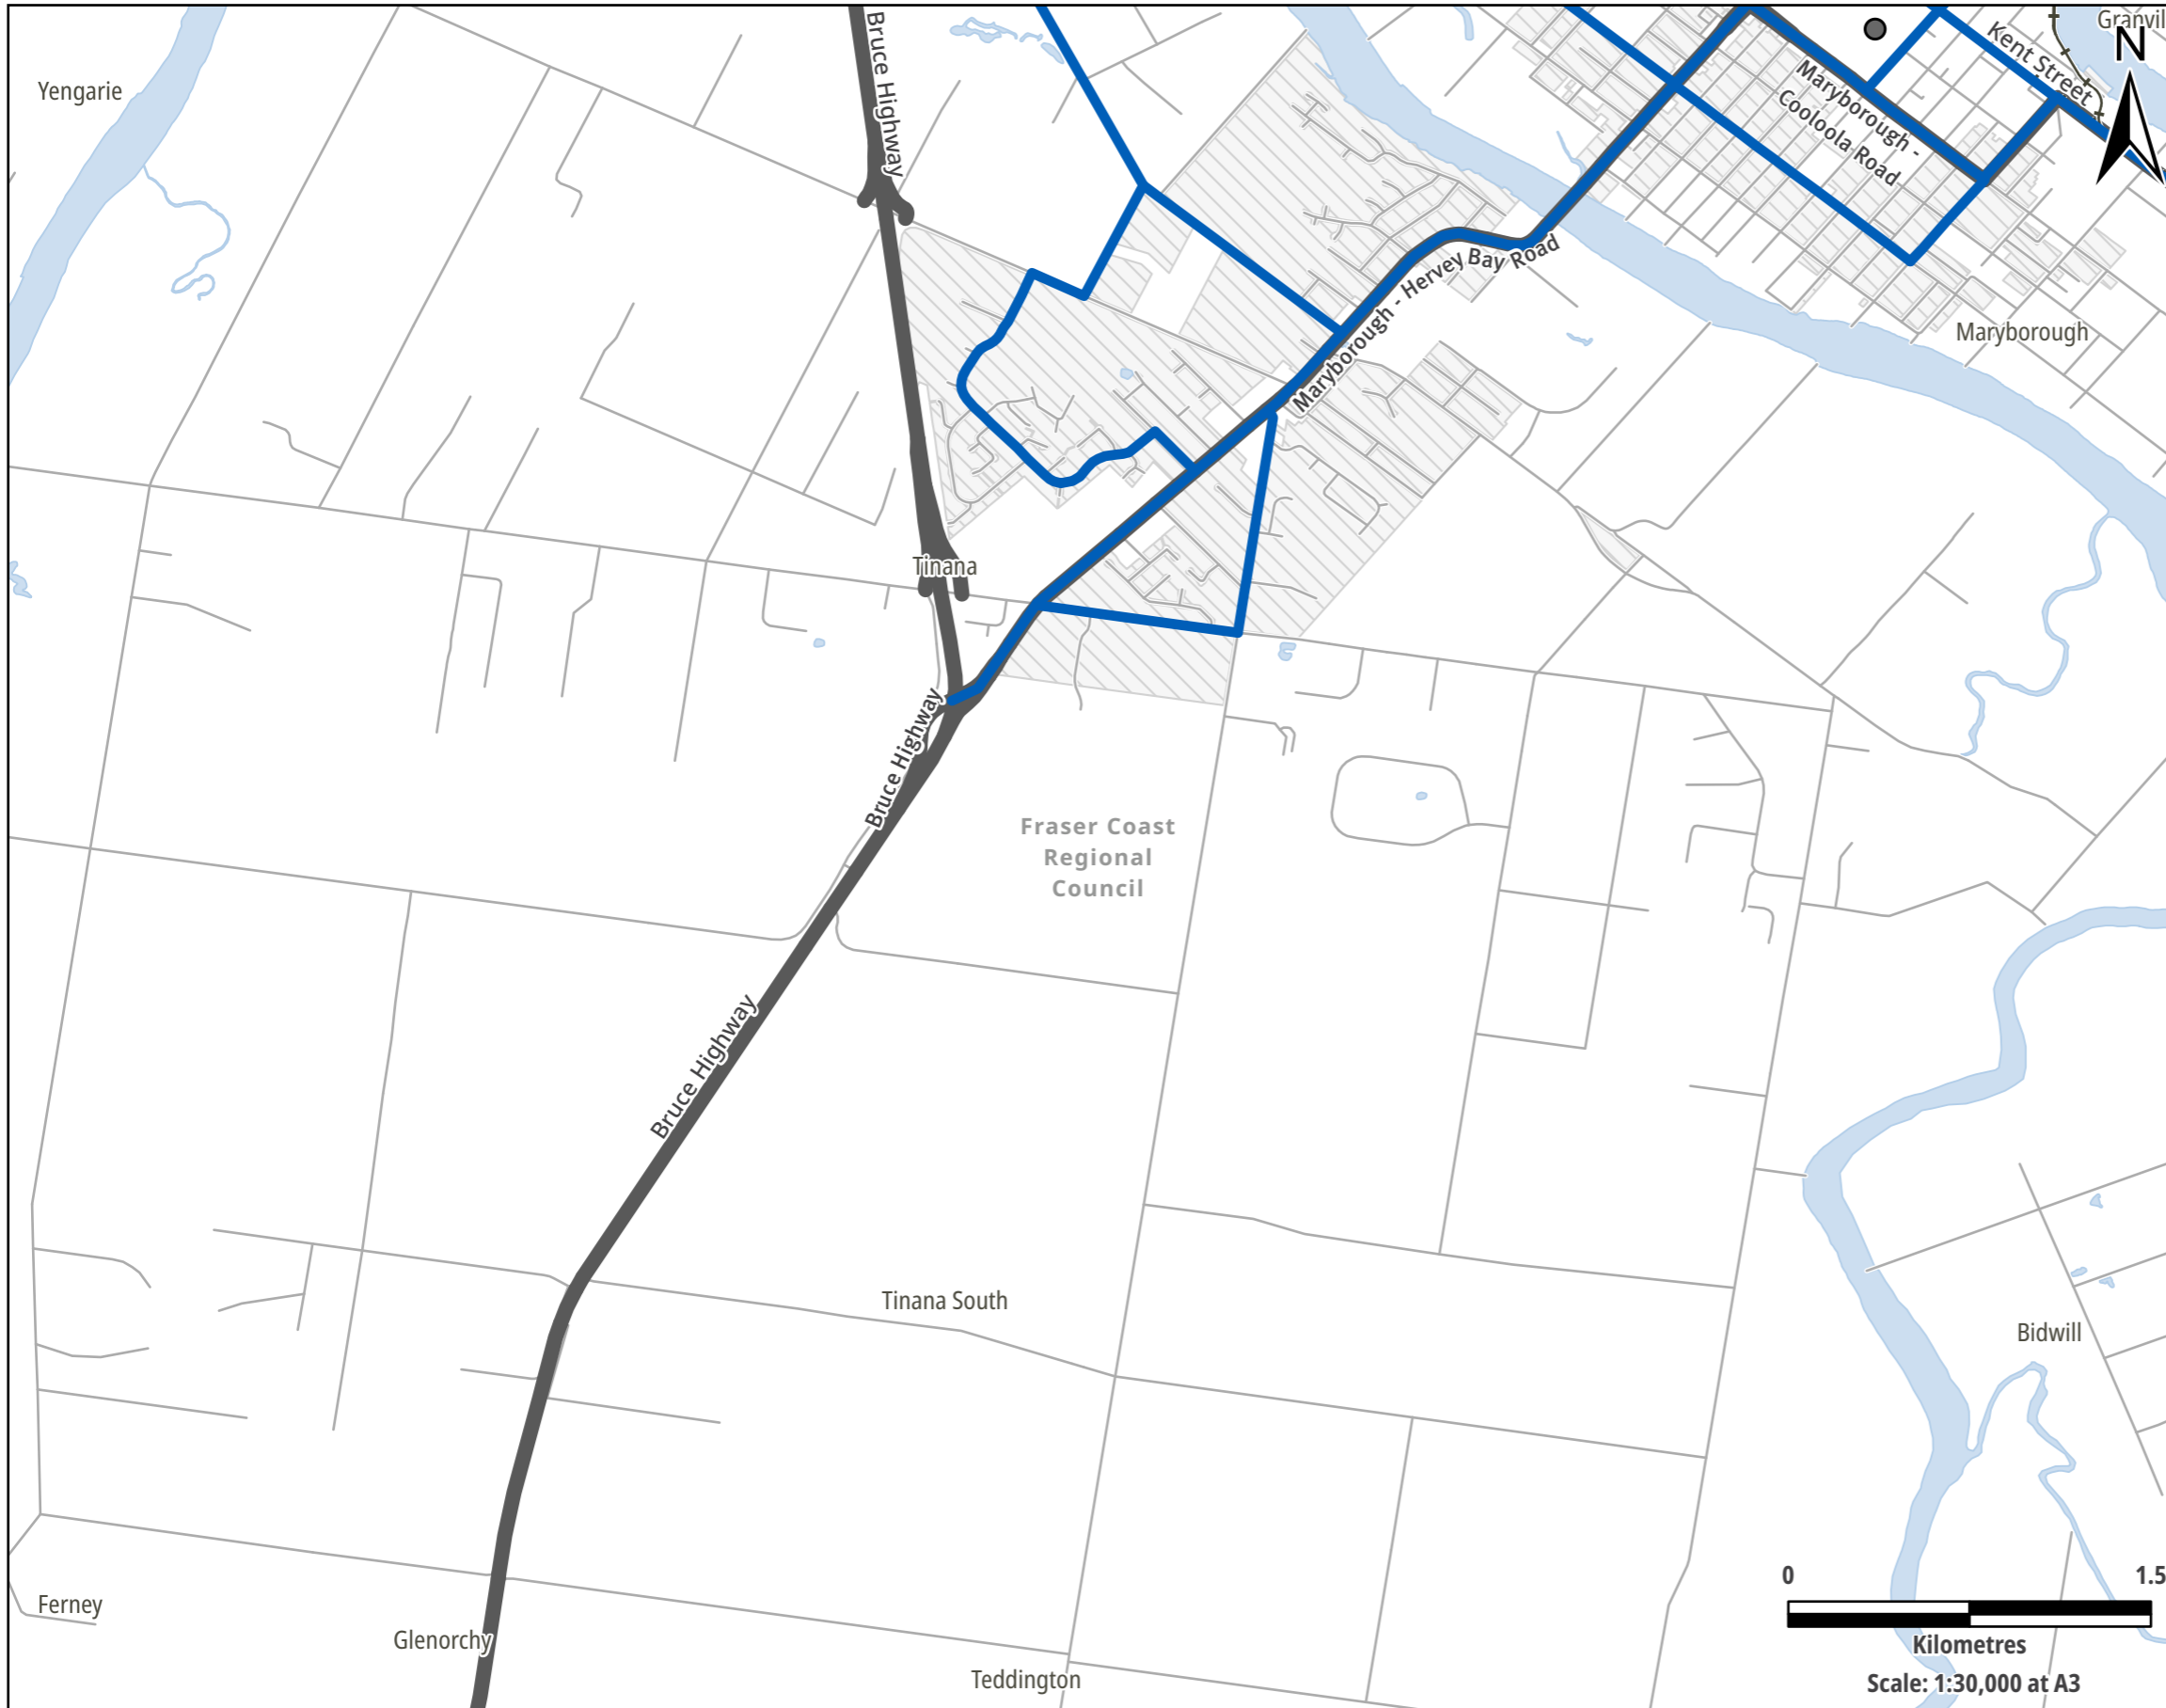 Yengarie
Bruce Highway
Kent Street
Granvil
N
Maryborough -
Cooloola Road
Maryborough - Hervey Bay Road
Maryborough
Tinana
Bruce Highway
Fraser Coast
Regional
Council
Bruce Highway
Tinana South
Bidwill
Ferney
Glenorchy
Teddington
0 1.5
Kilometres
Scale: 1:30,000 at A3